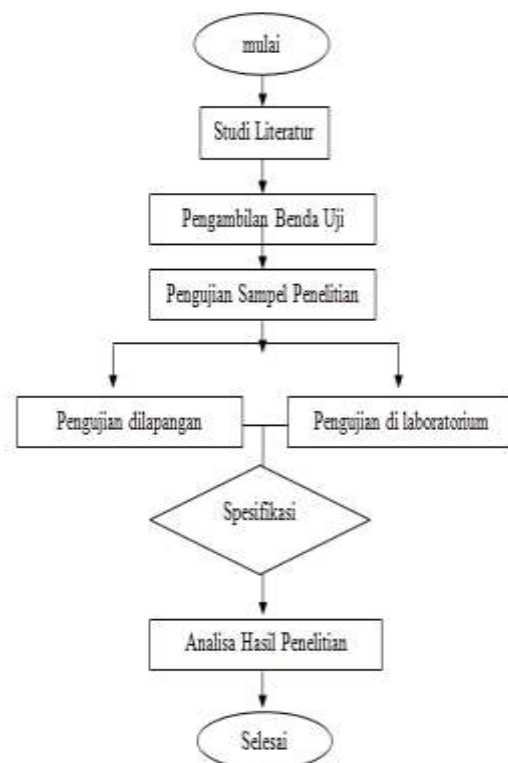 mulai
Studi Literatur
Pengambilan Benda Uji
Pengujian Sampel Penelitian
Pengujian dilapangan
Pengujian di laboratorium
Spesifikasi
Analisa Hasil Penelitian
Selesai